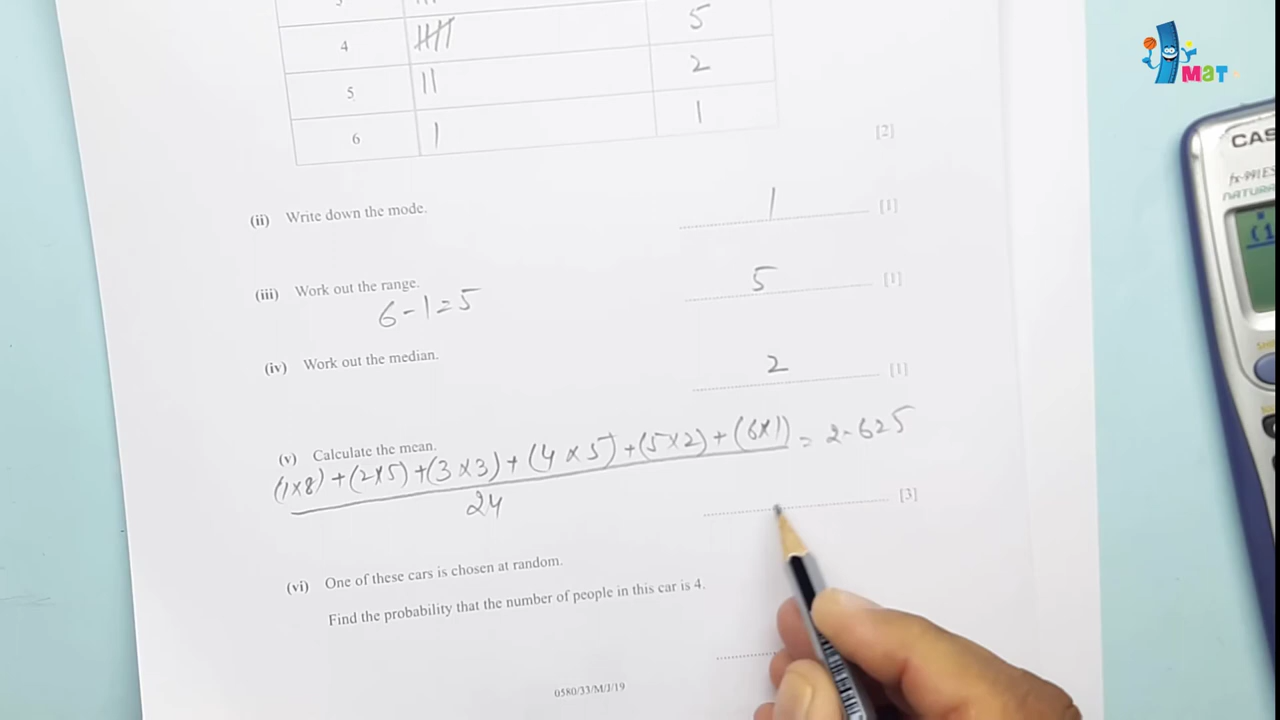 4 5
5 || 2
6 | 1
[2]
(ii) Write down the mode. 1 [1]
(iii) Work out the range. 5 [1]
6-1=5
(iv) Work out the median. 2 [1]
(v) Calculate the mean.
(1×8)+(2×5)+(3×3)+(4×5)+(5×2)+(6×1) = 2.625
24
[3]
(vi) One of these cars is chosen at random.
Find the probability that the number of people in this car is 4.
0580/33/M/J/19
MAT
CAS
fx-991ES
NATURA
(1